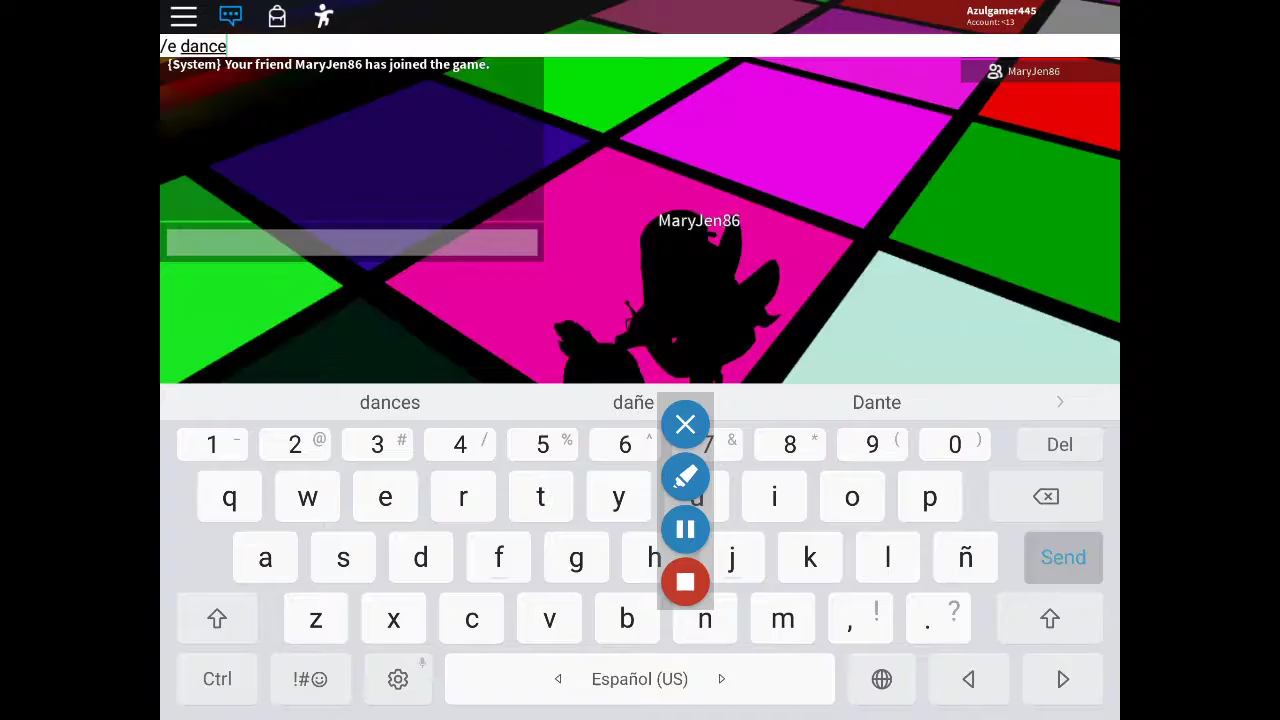 Azulgamer445
Account: <13
/e dance
{System} Your friend MaryJen86 has joined the game.
MaryJen86
MaryJen86
dances dañe Dante
1 - 2 @ 3 # 4 / 5 % 6 ^ 7 & 8 * 9 ( 0 ) Del
q w e r t y u i o p
a s d f g h j k l ñ Send
z x c v b n m , ! . ?
Ctrl !#☺ Español (US)